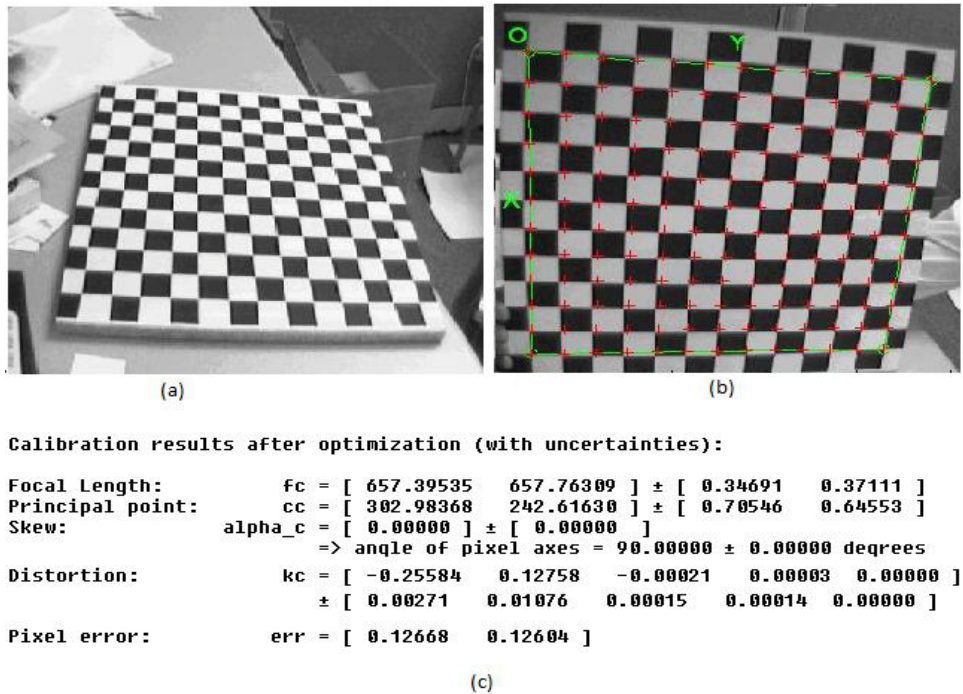 O
Y
X
(a)
(b)
Calibration results after optimization (with uncertainties):
Focal Length: fc = [ 657.39535 657.76309 ] ± [ 0.34691 0.37111 ]
Principal point: cc = [ 302.98368 242.61630 ] ± [ 0.70546 0.64553 ]
Skew: alpha_c = [ 0.00000 ] ± [ 0.00000 ]
=> angle of pixel axes = 90.00000 ± 0.00000 degrees
Distortion: kc = [ -0.25584 0.12758 -0.00021 0.00003 0.00000 ]
± [ 0.00271 0.01076 0.00015 0.00014 0.00000 ]
Pixel error: err = [ 0.12668 0.12604 ]
(c)